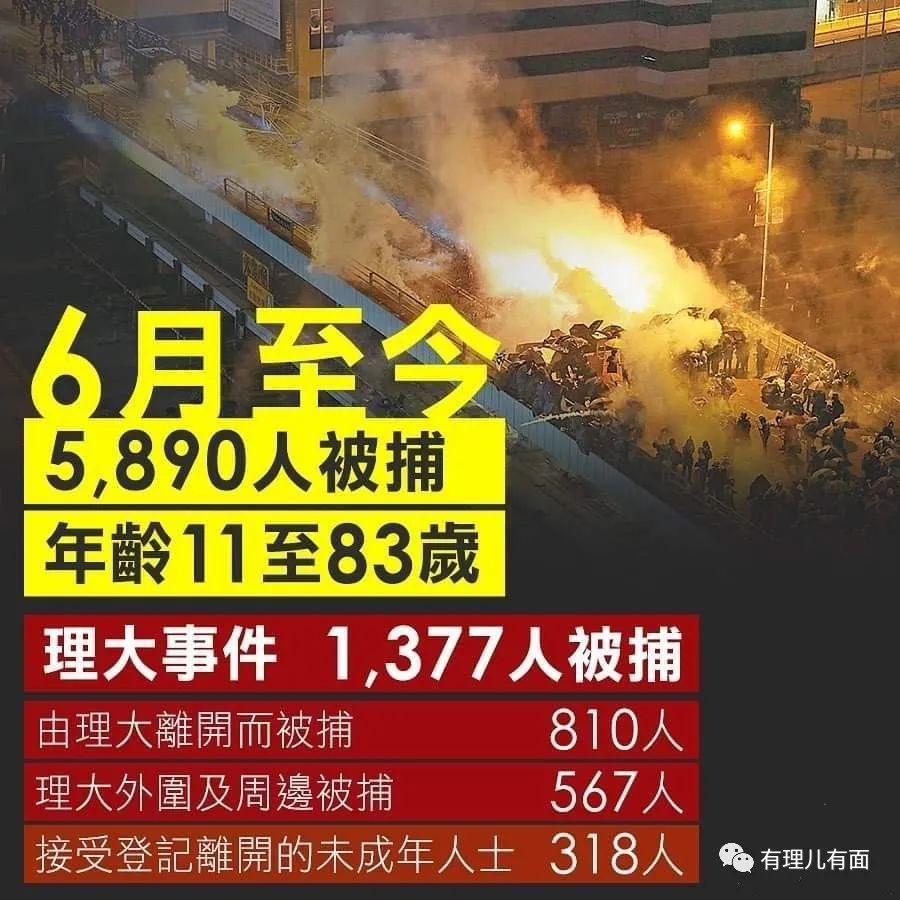 6月至今
5,890人被捕
年齡11至83歲
理大事件 1,377人被捕
由理大離開而被捕 810人
理大外圍及周邊被捕 567人
接受登記離開的未成年人士 318人
有理儿有面